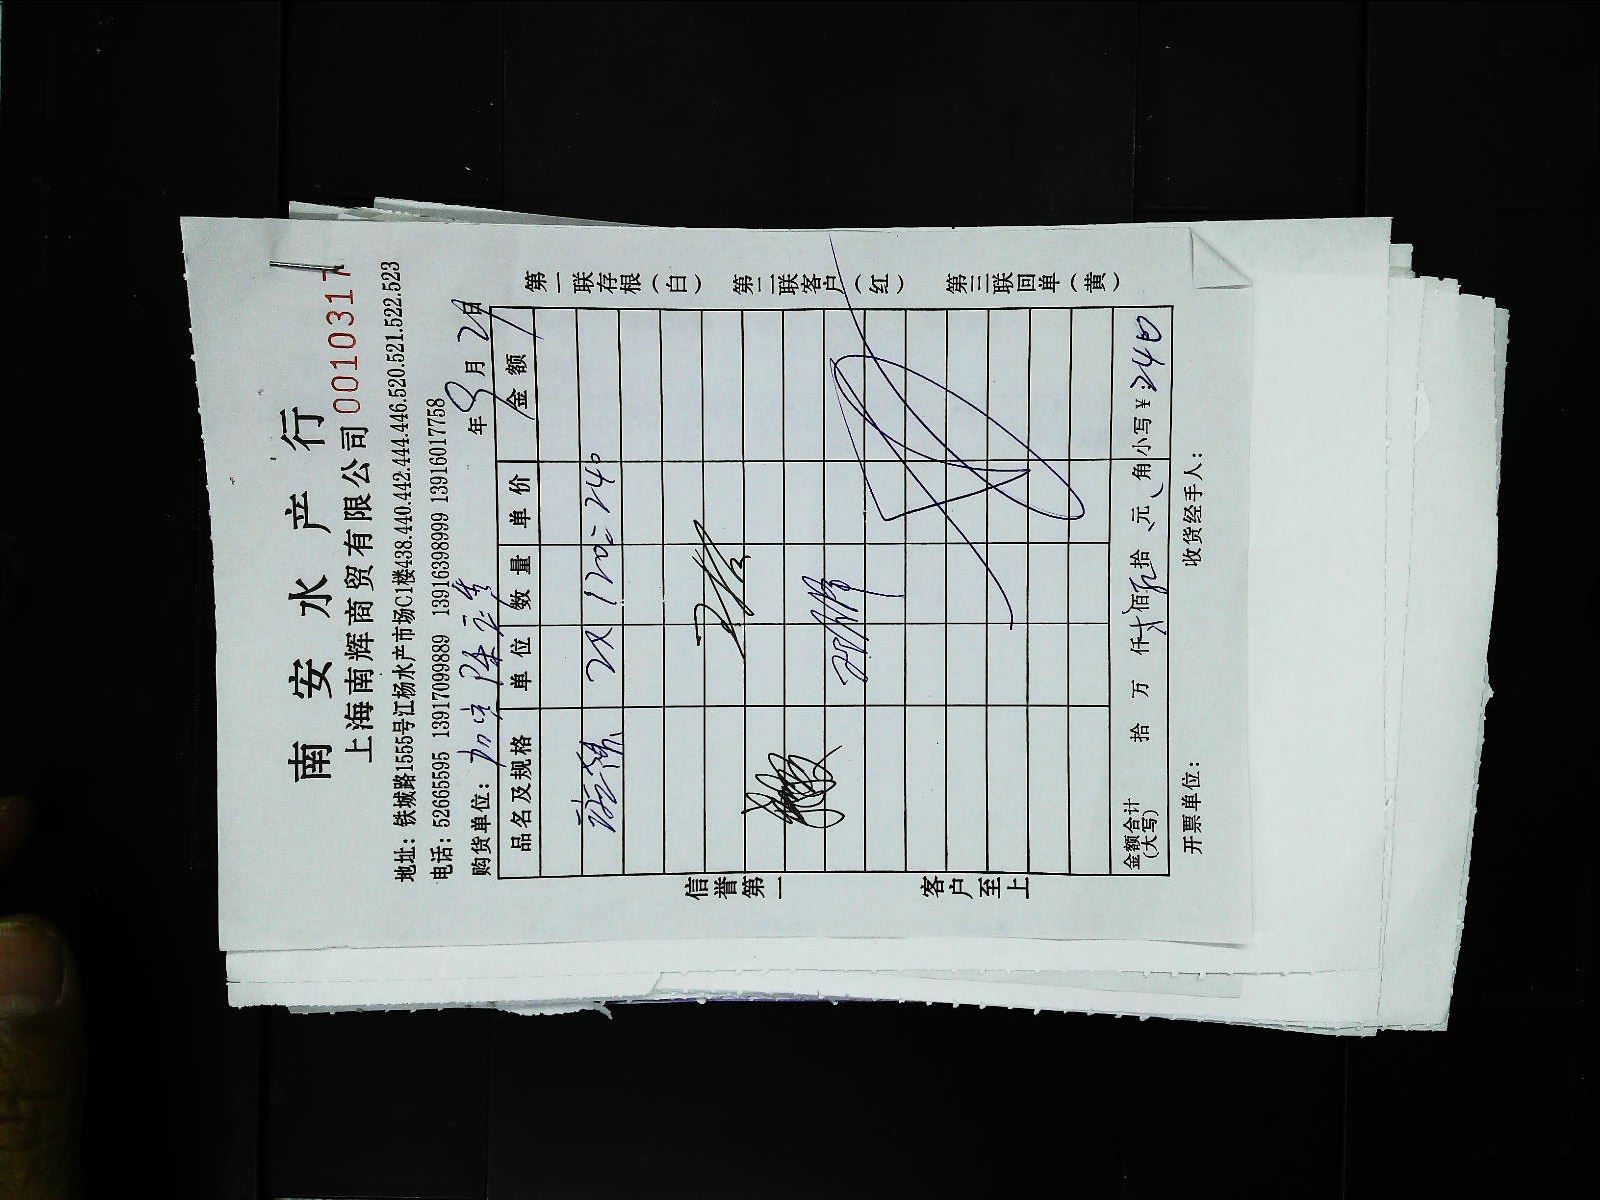 南安水产行
上海南辉商贸有限公司 0010317
地址：铁城路1555号江杨水产市场C1楼438.440.442.444.446.520.521.522.523
电话：52665595 13917099889 13916398999 13916017758
购货单位： 年 9 月 21 日
品名及规格 单位 数量 单价 金额
2X 120= 240
金额合计(大写) 拾 万 仟 贰 佰 拾 元 角 小写￥: 240
开票单位： 收货经手人：
信誉第一 客户至上
第一联存根（白） 第二联客户（红） 第三联回单（黄）